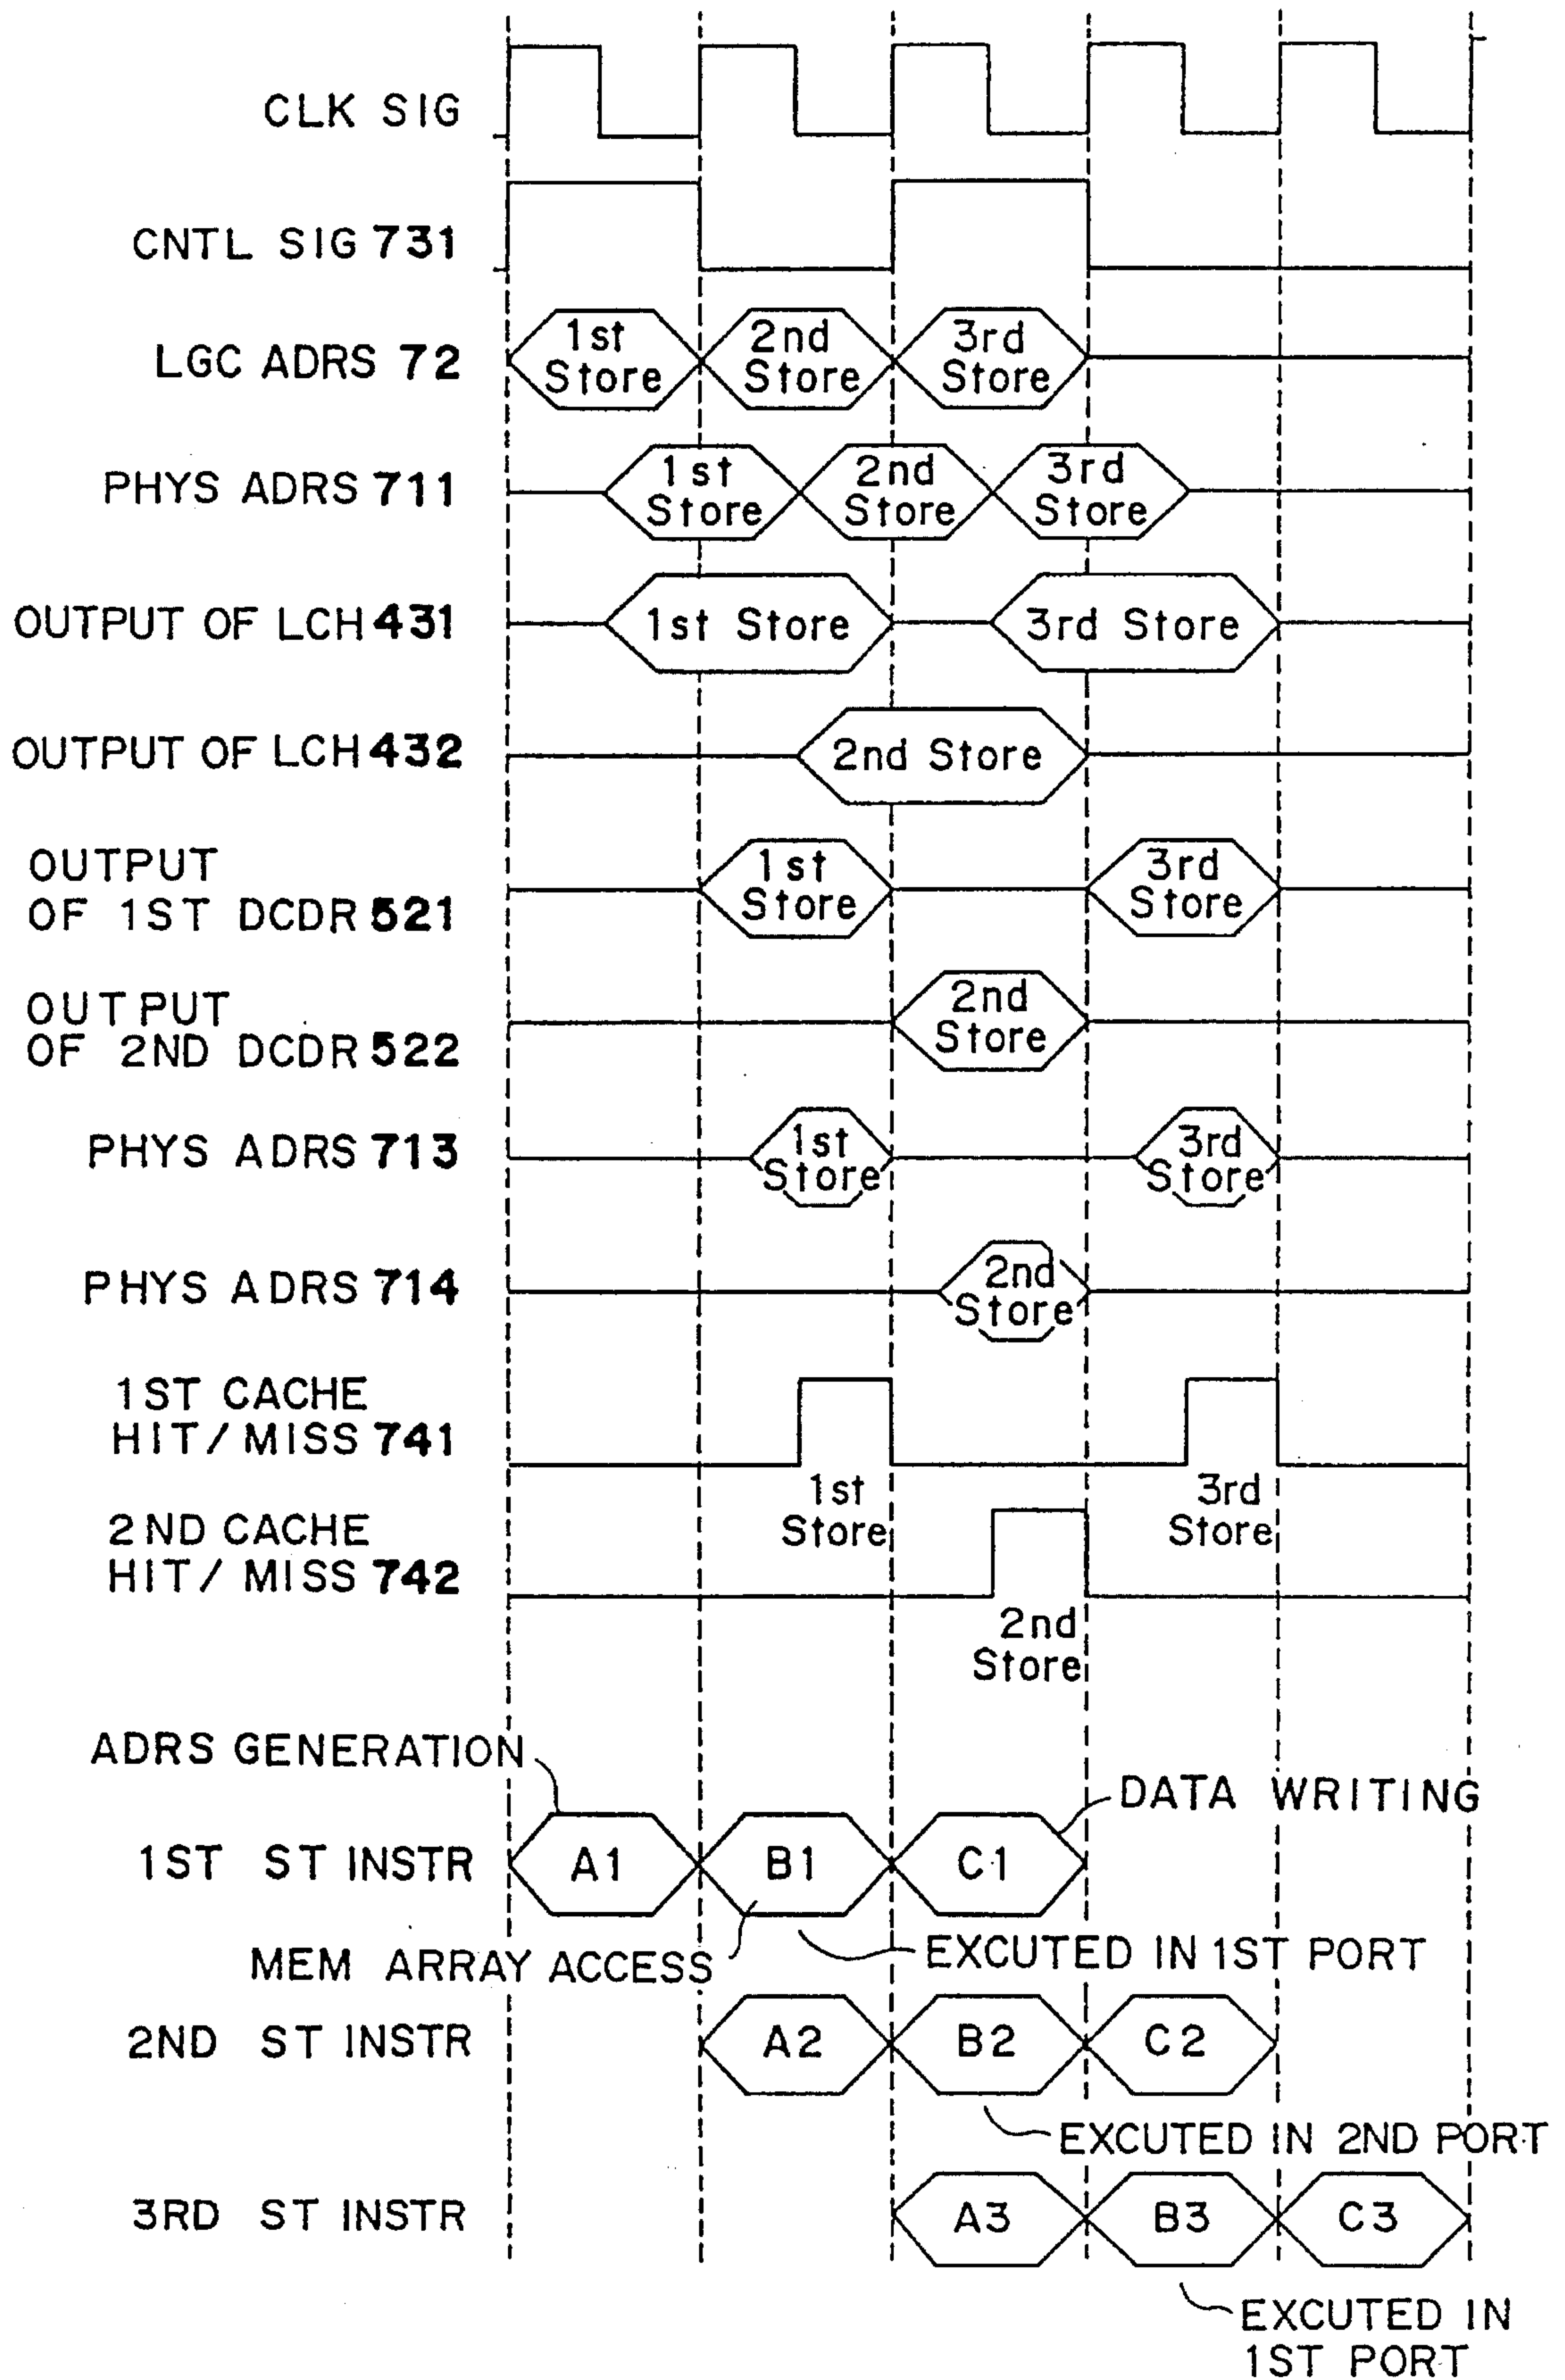 CLK SIG
CNTL SIG 731
LGC ADRS 72
1st
Store
2nd
Store
3rd
Store
PHYS ADRS 711
1st
Store
2nd
Store
3rd
Store
OUTPUT OF LCH 431
1st Store
3rd Store
OUTPUT OF LCH 432
2nd Store
OUTPUT
OF 1ST DCDR 521
1st
Store
3rd
Store
OUTPUT
OF 2ND DCDR 522
2nd
Store
PHYS ADRS 713
1st
Store
3rd
Store
PHYS ADRS 714
2nd
Store
1ST CACHE
HIT/MISS 741
1st
Store
3rd
Store
2ND CACHE
HIT/MISS 742
2nd
Store
ADRS GENERATION
DATA WRITING
1ST ST INSTR
A1
B1
C1
MEM ARRAY ACCESS
EXCUTED IN 1ST PORT
2ND ST INSTR
A2
B2
C2
EXCUTED IN 2ND PORT
3RD ST INSTR
A3
B3
C3
EXCUTED IN
1ST PORT